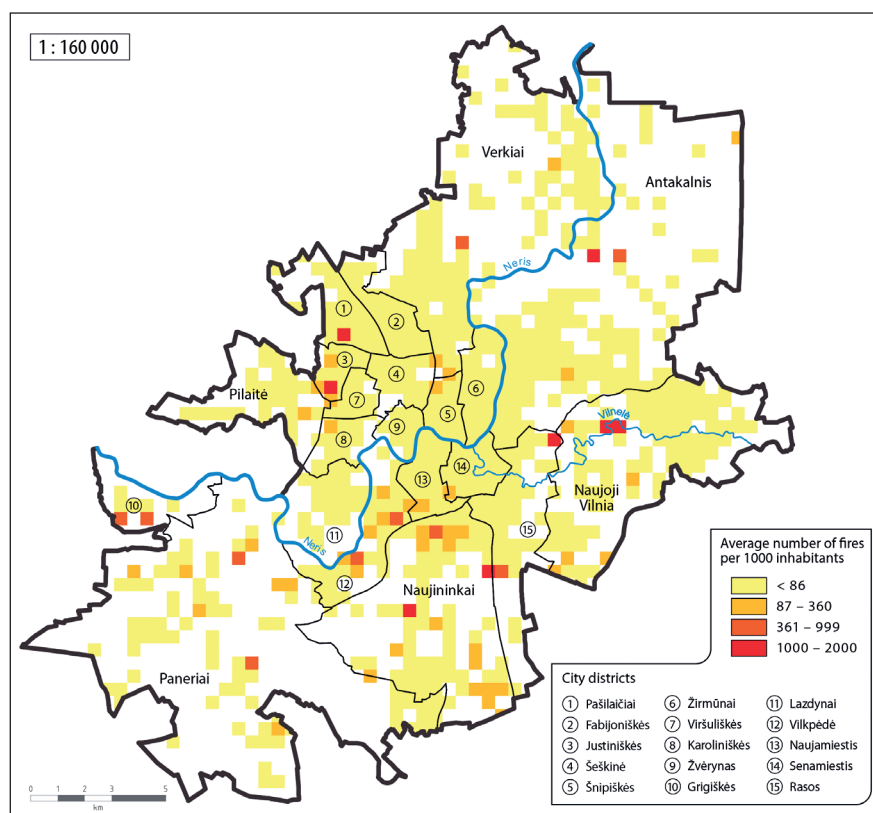 1 : 160 000
Verkiai
Antakalnis
Neris
1
2
3
4
Pilaitė
7
6
5
9
8
Vilnelė
14
13
10
Naujoji
Vilnia
11
15
Neris
12
Naujininkai
Paneriai
Average number of fires
per 1000 inhabitants
< 86
87 – 360
361 – 999
1000 – 2000
City districts
1 Pašilaičiai
2 Fabijoniškės
3 Justiniškės
4 Šeškinė
5 Šnipiškės
6 Žirmūnai
7 Viršuliškės
8 Karoliniškės
9 Žvėrynas
10 Grigiškės
11 Lazdynai
12 Vilkpėdė
13 Naujamiestis
14 Senamiestis
15 Rasos
0 1 2 3 4 5
km